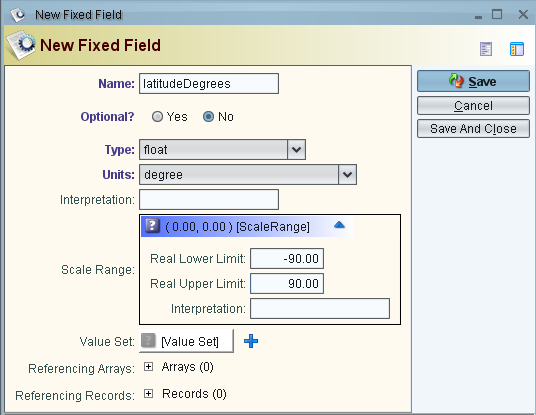 New Fixed Field
New Fixed Field
Name: latitudeDegrees
Optional? Yes No
Type: float
Units: degree
Interpretation:
? ( 0.00, 0.00 ) [ScaleRange]
Real Lower Limit: -90.00
Scale Range:
Real Upper Limit: 90.00
Interpretation:
Value Set: ? [Value Set]
Referencing Arrays: Arrays (0)
Referencing Records: Records (0)
Save
Cancel
Save And Close